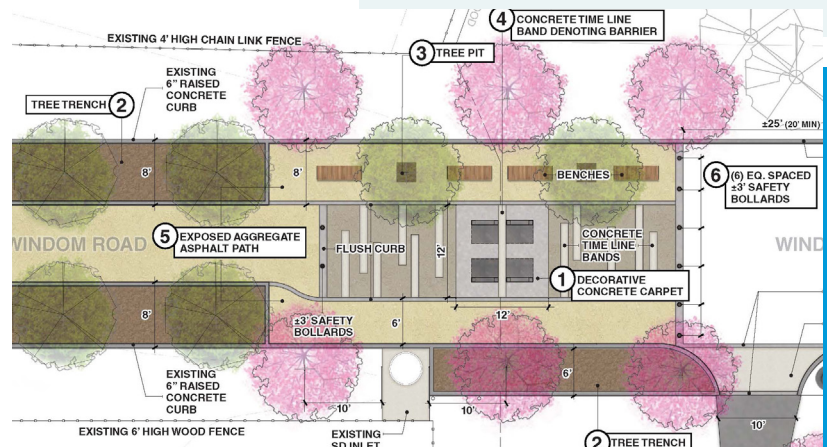 4 CONCRETE TIME LINE
BAND DENOTING BARRIER
EXISTING 4' HIGH CHAIN LINK FENCE
3 TREE PIT
EXISTING
6" RAISED
CONCRETE
CURB
TREE TRENCH 2
±25' (20' MIN)
8'
8'
BENCHES
6 (6) EQ. SPACED
±3' SAFETY
BOLLARDS
WINDOM ROAD
5 EXPOSED AGGREGATE
ASPHALT PATH
FLUSH CURB
12'
CONCRETE
TIME LINE
BANDS
WIND
1 DECORATIVE
CONCRETE CARPET
8'
±3' SAFETY
BOLLARDS
6'
12'
EXISTING
6" RAISED
CONCRETE
CURB
6'
10'
10'
10'
EXISTING 6' HIGH WOOD FENCE
EXISTING
SD INLET
2 TREE TRENCH